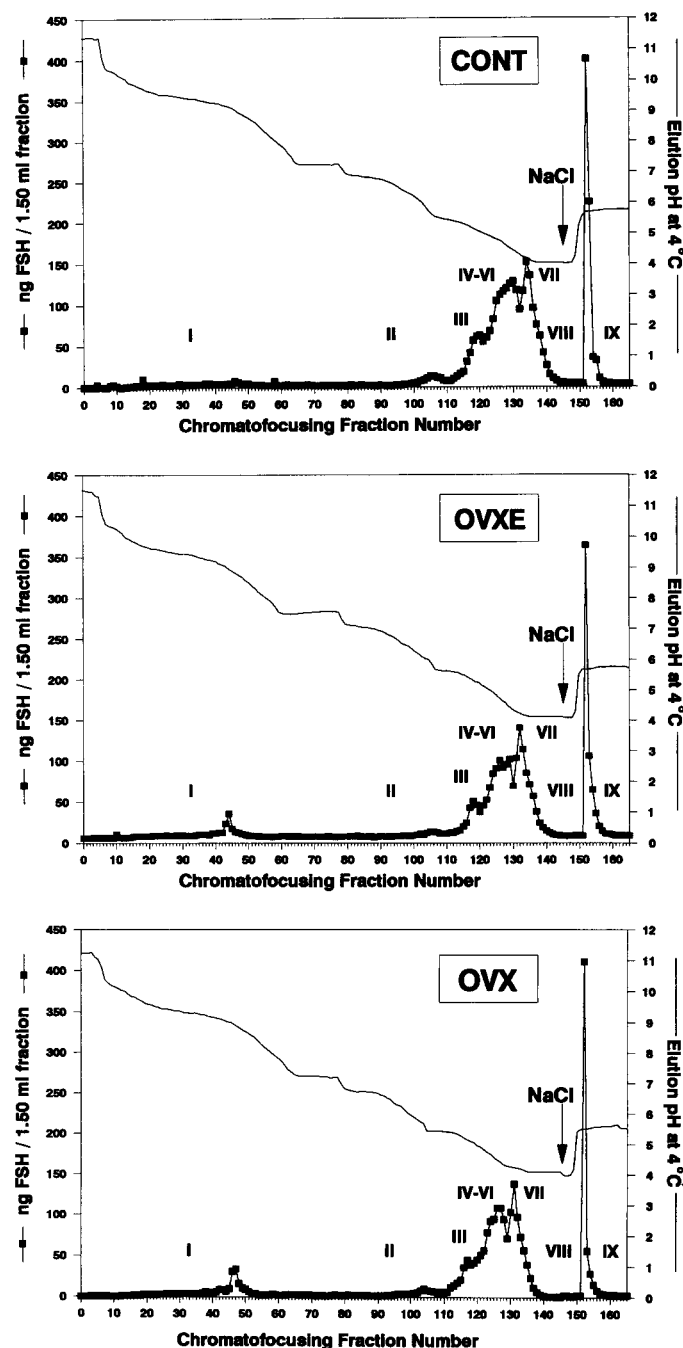 CONT
ng FSH / 1.50 ml fraction
450
400
350
300
250
200
150
100
50
0
12
11
10
9
8
7
6
5
4
3
2
1
0
Elution pH at 4°C
NaCl
I
II
III
IV-VI
VII
VIII
IX
0 10 20 30 40 50 60 70 80 90 100 110 120 130 140 150 160
Chromatofocusing Fraction Number
OVXE
ng FSH / 1.50 ml fraction
450
400
350
300
250
200
150
100
50
0
12
11
10
9
8
7
6
5
4
3
2
1
0
Elution pH at 4°C
NaCl
I
II
III
IV-VI
VII
VIII
IX
0 10 20 30 40 50 60 70 80 90 100 110 120 130 140 150 160
Chromatofocusing Fraction Number
OVX
ng FSH / 1.50 ml fraction
450
400
350
300
250
200
150
100
50
0
12
11
10
9
8
7
6
5
4
3
2
1
0
Elution pH at 4°C
NaCl
I
II
III
IV-VI
VII
VIII
IX
0 10 20 30 40 50 60 70 80 90 100 110 120 130 140 150 160
Chromatofocusing Fraction Number